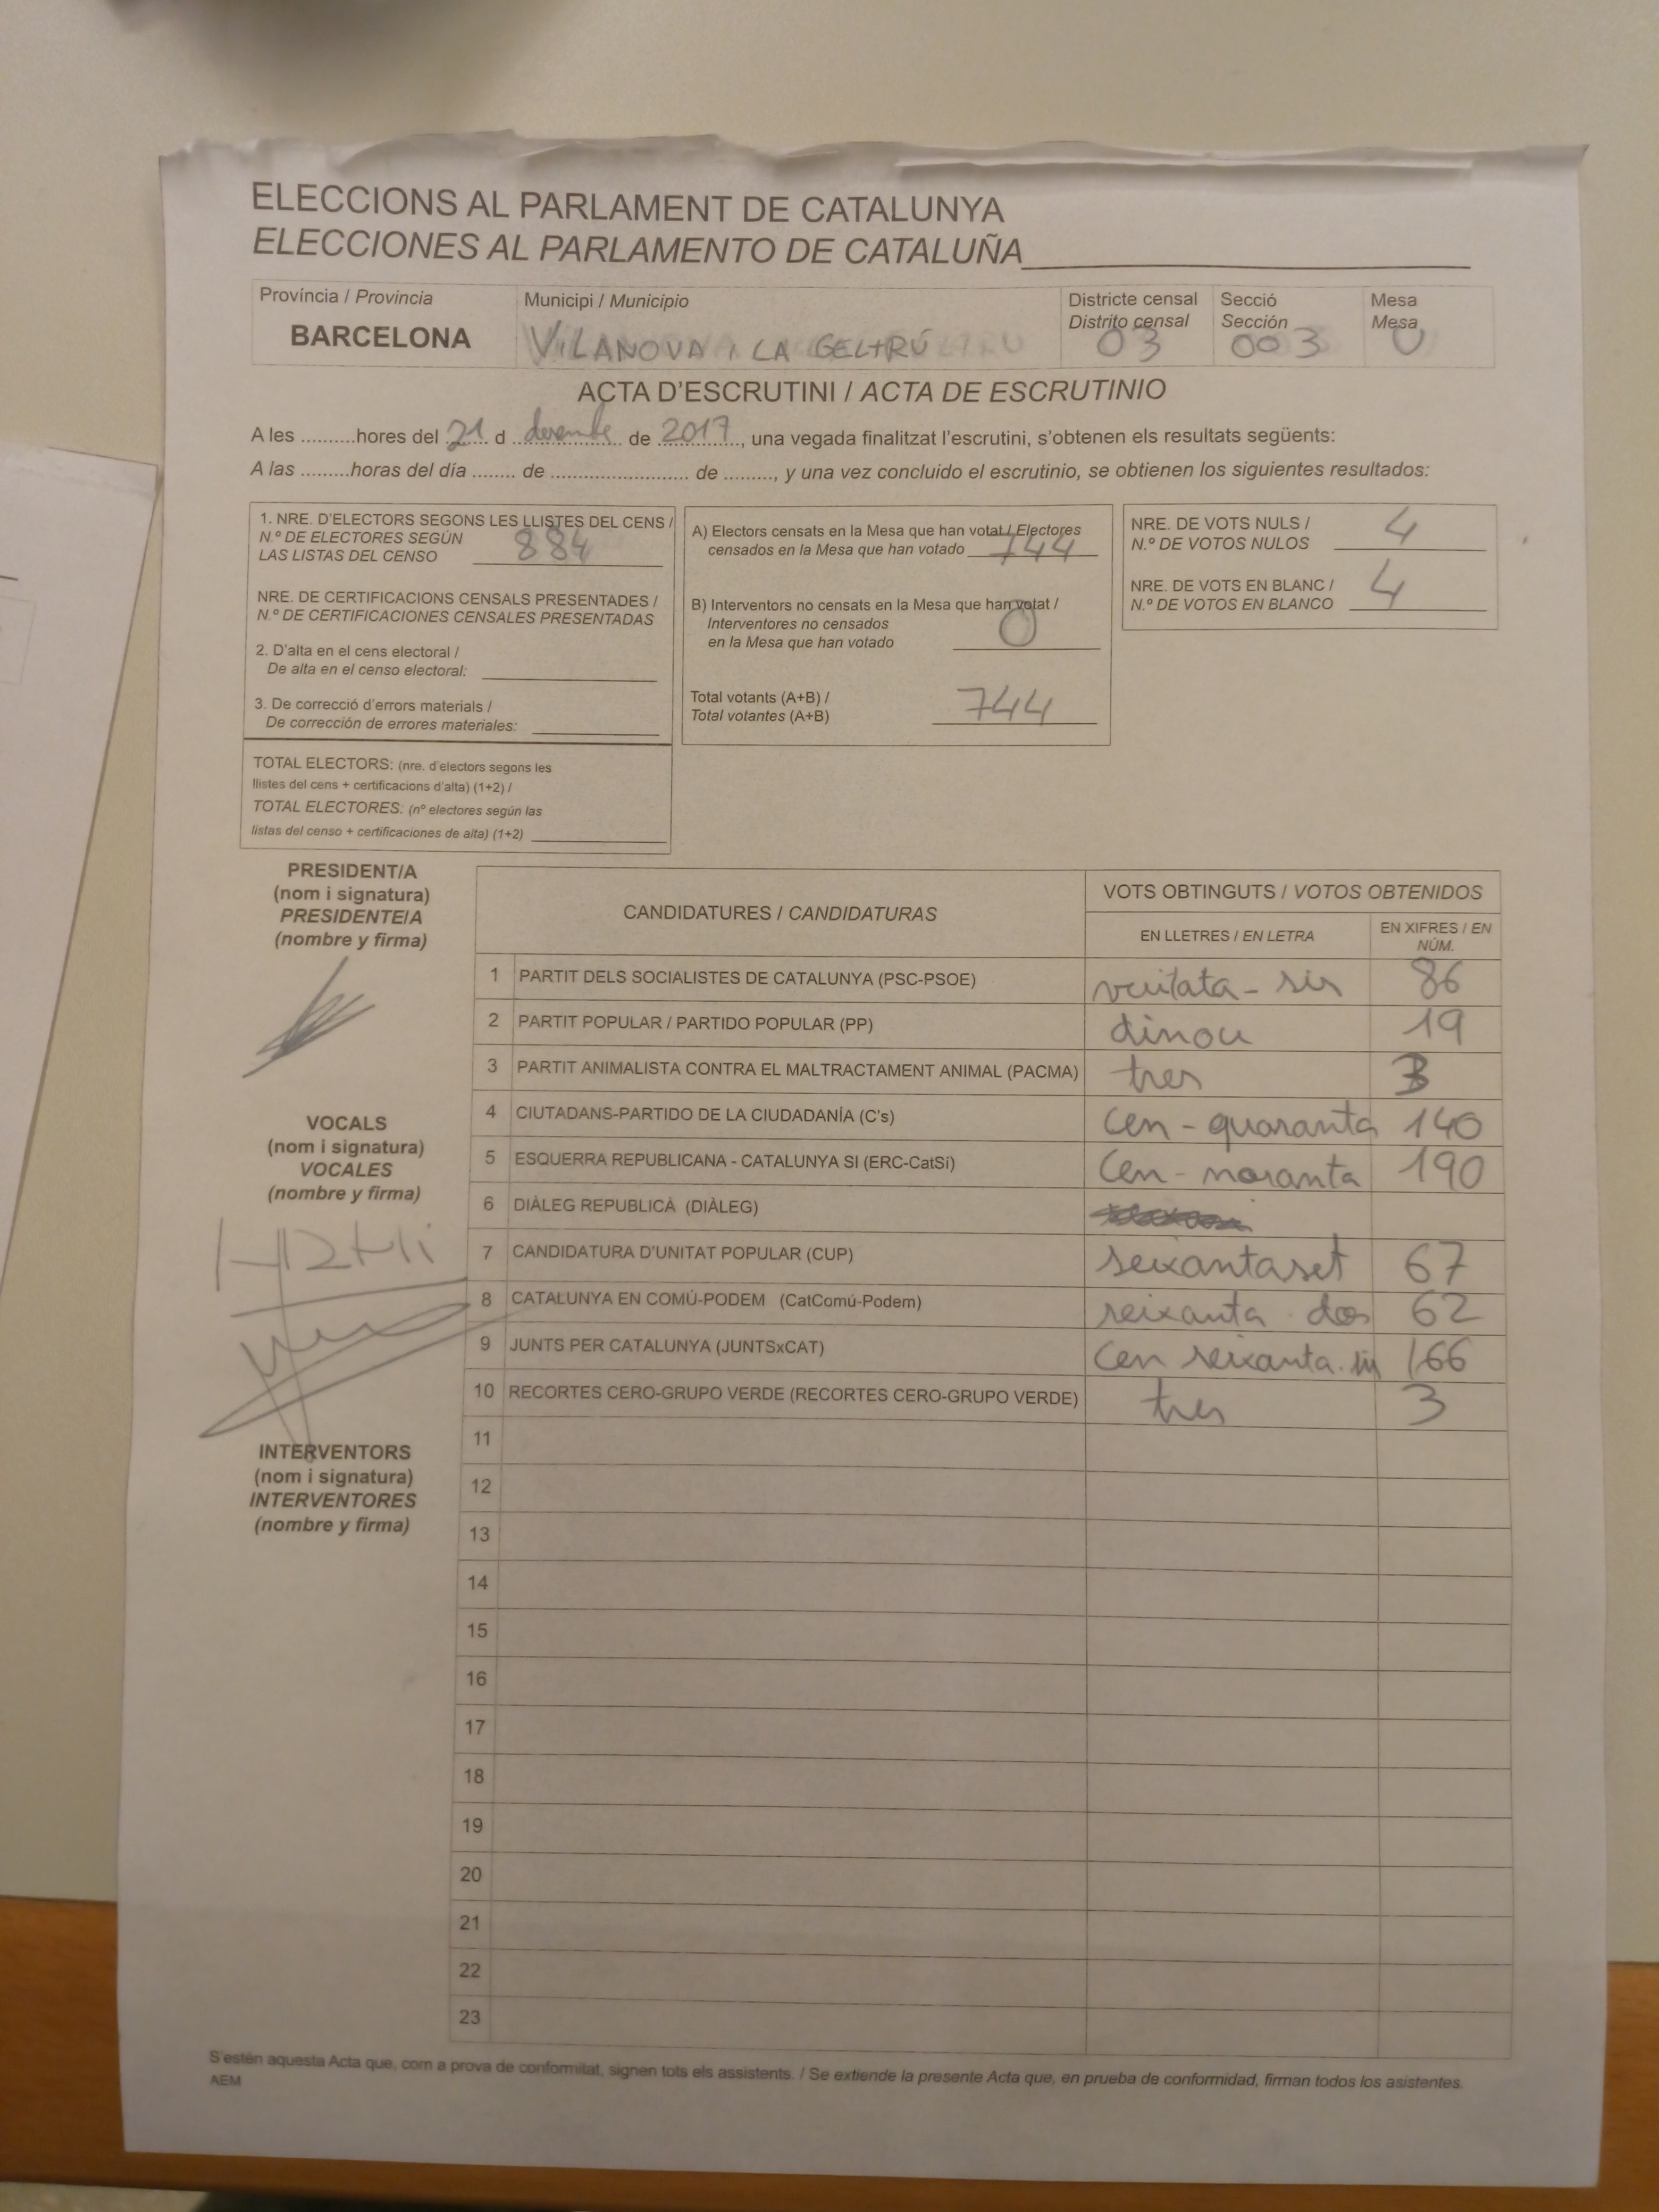 ELECCIONS AL PARLAMENT DE CATALUNYA
ELECCIONES AL PARLAMENTO DE CATALUÑA
Província / Provincia
BARCELONA
Municipi / Municipio
VILANOVA i LA GELTRÚ
Districte censal
Distrito censal
03
Secció
Sección
003
Mesa
Mesa
U
ACTA D'ESCRUTINI / ACTA DE ESCRUTINIO
A les ..........hores del 21 d desembre de 2017, una vegada finalitzat l'escrutini, s'obtenen els resultats següents:
A las .........horas del día ........ de ......................... de ........., y una vez concluido el escrutinio, se obtienen los siguientes resultados:
1. NRE. D'ELECTORS SEGONS LES LLISTES DEL CENS /
N.º DE ELECTORES SEGÚN
LAS LISTAS DEL CENSO 884
NRE. DE CERTIFICACIONS CENSALS PRESENTADES /
N.º DE CERTIFICACIONES CENSALES PRESENTADAS
2. D'alta en el cens electoral /
De alta en el censo electoral:
3. De correcció d'errors materials /
De corrección de errores materiales:
TOTAL ELECTORS: (nre. d'electors segons les
llistes del cens + certificacions d'alta) (1+2) /
TOTAL ELECTORES: (nº electores según las
listas del censo + certificaciones de alta) (1+2)
A) Electors censats en la Mesa que han votat / Electores
censados en la Mesa que han votado 744
B) Interventors no censats en la Mesa que han votat /
Interventores no censados
en la Mesa que han votado 0
Total votants (A+B) /
Total votantes (A+B) 744
NRE. DE VOTS NULS /
N.º DE VOTOS NULOS 4
NRE. DE VOTS EN BLANC /
N.º DE VOTOS EN BLANCO 4
PRESIDENT/A
(nom i signatura)
PRESIDENTE/A
(nombre y firma)
VOCALS
(nom i signatura)
VOCALES
(nombre y firma)
INTERVENTORS
(nom i signatura)
INTERVENTORES
(nombre y firma)
CANDIDATURES / CANDIDATURAS
VOTS OBTINGUTS / VOTOS OBTENIDOS
EN LLETRES / EN LETRA
EN XIFRES / EN NÚM.
1 PARTIT DELS SOCIALISTES DE CATALUNYA (PSC-PSOE) vuitata - sis 86
2 PARTIT POPULAR / PARTIDO POPULAR (PP) dinou 19
3 PARTIT ANIMALISTA CONTRA EL MALTRACTAMENT ANIMAL (PACMA) tres 3
4 CIUTADANS-PARTIDO DE LA CIUDADANÍA (C's) cen - quaranta 140
5 ESQUERRA REPUBLICANA - CATALUNYA SI (ERC-CatSí) Cen - noranta 190
6 DIÀLEG REPUBLICÀ (DIÀLEG)
7 CANDIDATURA D'UNITAT POPULAR (CUP) seixantaset 67
8 CATALUNYA EN COMÚ-PODEM (CatComú-Podem) seixanta dos 62
9 JUNTS PER CATALUNYA (JUNTSxCAT) Cen seixanta 166
10 RECORTES CERO-GRUPO VERDE (RECORTES CERO-GRUPO VERDE) tres 3
11
12
13
14
15
16
17
18
19
20
21
22
23
S'estén aquesta Acta que, com a prova de conformitat, signen tots els assistents. / Se extiende la presente Acta que, en prueba de conformidad, firman todos los asistentes.
AEM